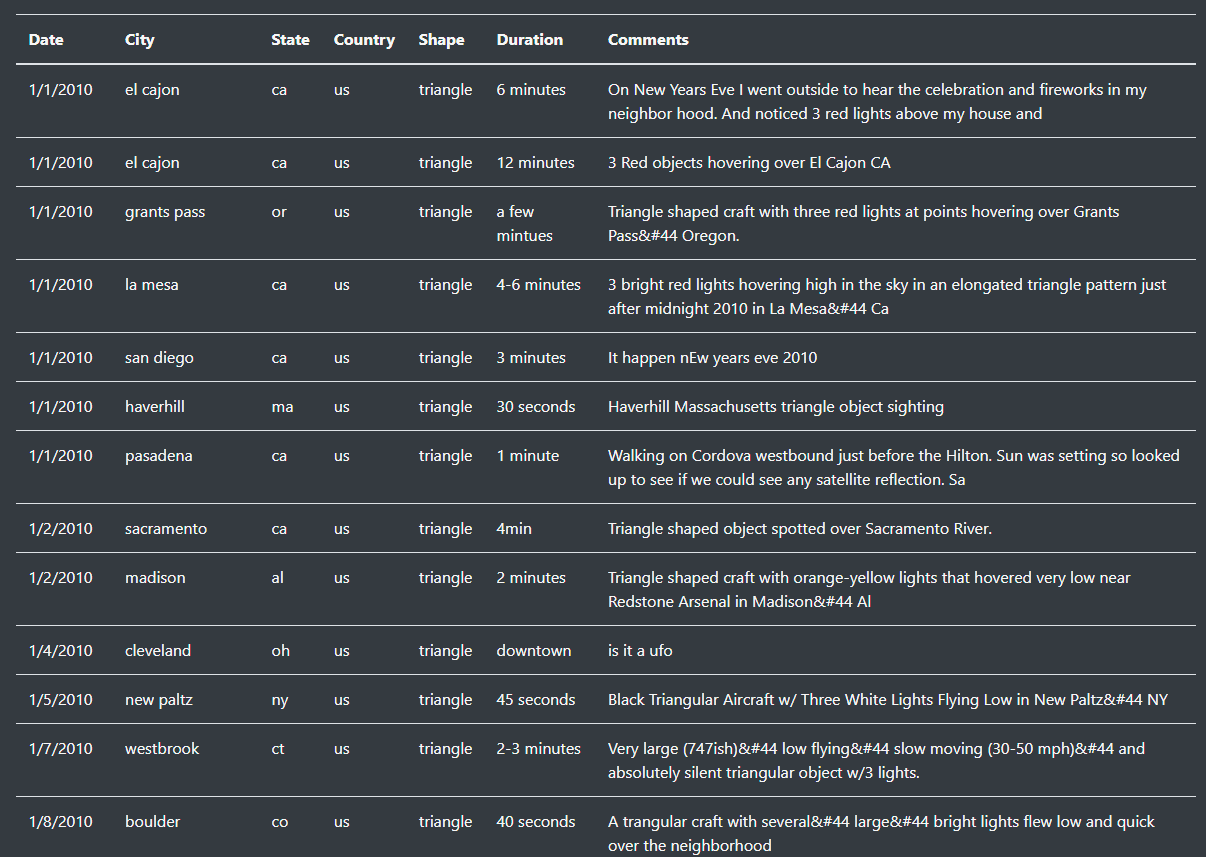 Date City State Country Shape Duration Comments
1/1/2010 el cajon ca us triangle 6 minutes On New Years Eve I went outside to hear the celebration and fireworks in my
neighbor hood. And noticed 3 red lights above my house and
1/1/2010 el cajon ca us triangle 12 minutes 3 Red objects hovering over El Cajon CA
1/1/2010 grants pass or us triangle a few Triangle shaped craft with three red lights at points hovering over Grants
mintues Pass&#44 Oregon.
1/1/2010 la mesa ca us triangle 4-6 minutes 3 bright red lights hovering high in the sky in an elongated triangle pattern just
after midnight 2010 in La Mesa&#44 Ca
1/1/2010 san diego ca us triangle 3 minutes It happen nEw years eve 2010
1/1/2010 haverhill ma us triangle 30 seconds Haverhill Massachusetts triangle object sighting
1/1/2010 pasadena ca us triangle 1 minute Walking on Cordova westbound just before the Hilton. Sun was setting so looked
up to see if we could see any satellite reflection. Sa
1/2/2010 sacramento ca us triangle 4min Triangle shaped object spotted over Sacramento River.
1/2/2010 madison al us triangle 2 minutes Triangle shaped craft with orange-yellow lights that hovered very low near
Redstone Arsenal in Madison&#44 Al
1/4/2010 cleveland oh us triangle downtown is it a ufo
1/5/2010 new paltz ny us triangle 45 seconds Black Triangular Aircraft w/ Three White Lights Flying Low in New Paltz&#44 NY
1/7/2010 westbrook ct us triangle 2-3 minutes Very large (747ish)&#44 low flying&#44 slow moving (30-50 mph)&#44 and
absolutely silent triangular object w/3 lights.
1/8/2010 boulder co us triangle 40 seconds A trangular craft with several&#44 large&#44 bright lights flew low and quick
over the neighborhood